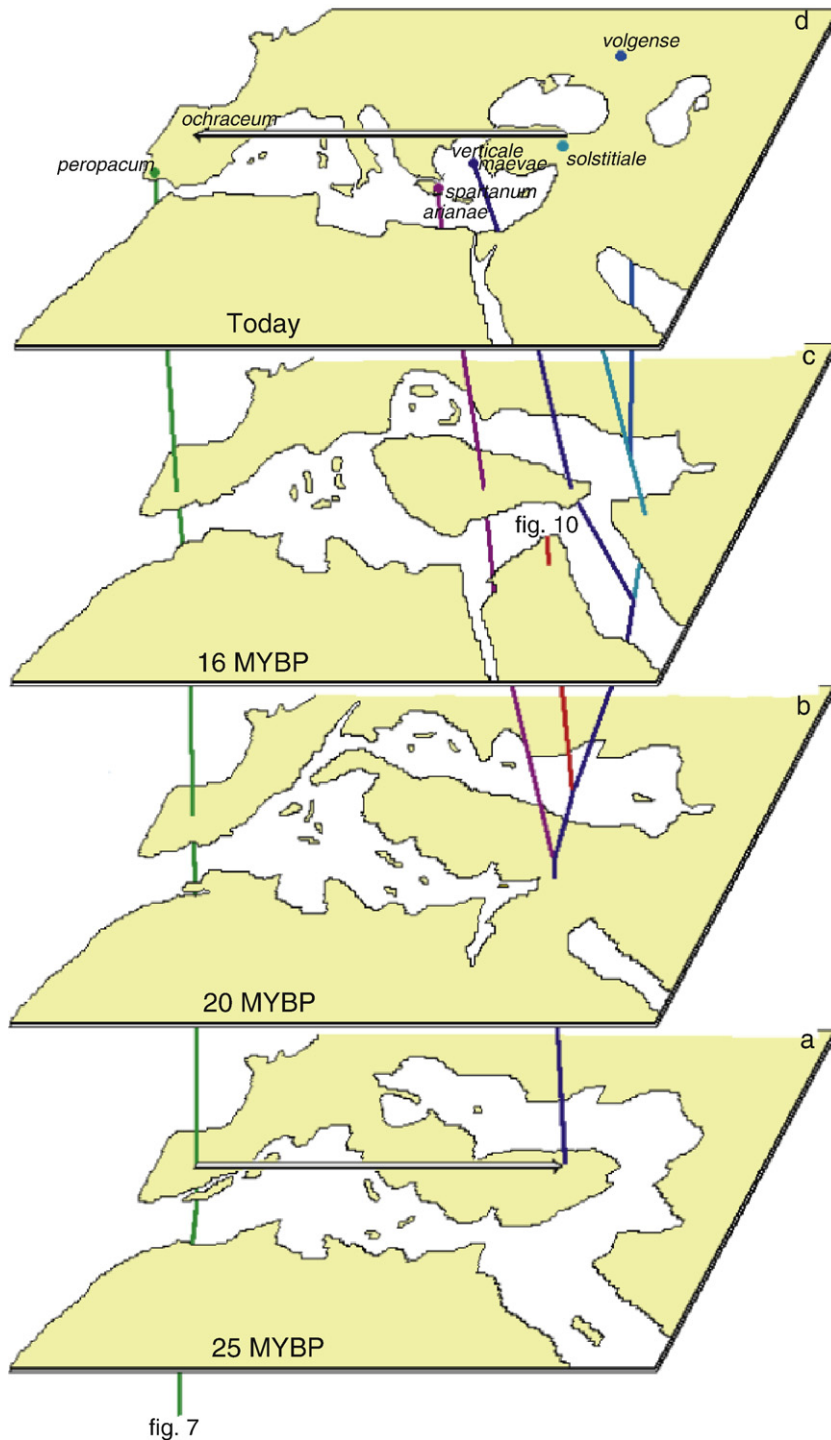 d
volgense
ochraceum
peropacum
verticale
maevae
solstitiale
spartanum
arianae
Today
c
fig. 10
16 MYBP
b
20 MYBP
a
25 MYBP
fig. 7